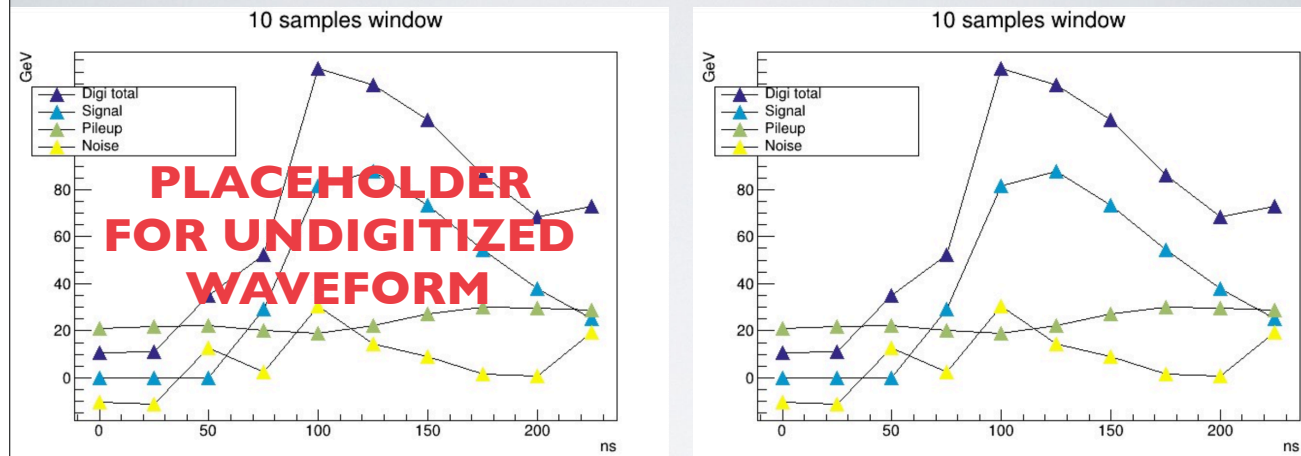 10 samples window
GeV
Digi total
Signal
Pileup
Noise
PLACEHOLDER
FOR UNDIGITIZED
WAVEFORM
80
60
40
20
0
0 50 100 150 200
ns
10 samples window
GeV
Digi total
Signal
Pileup
Noise
80
60
40
20
0
0 50 100 150 200
ns